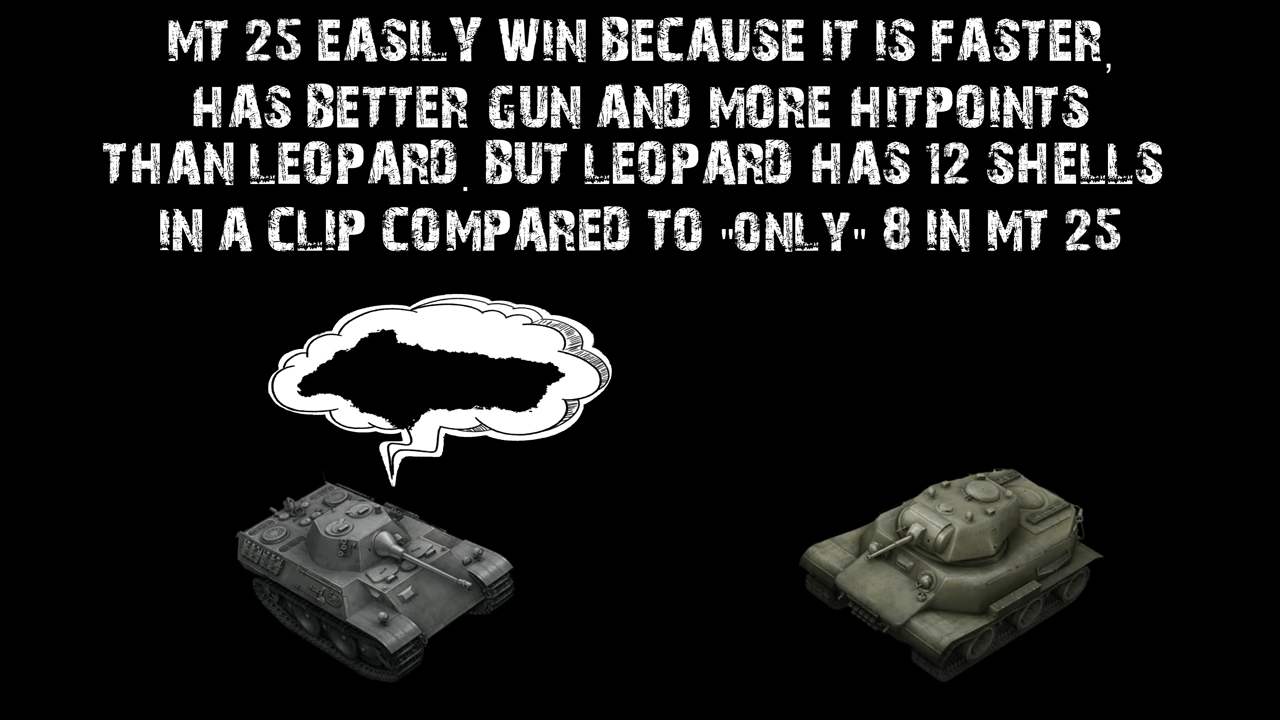 MT 25 EASILY WIN BECAUSE IT IS FASTER,
HAS BETTER GUN AND MORE HITPOINTS
THAN LEOPARD. BUT LEOPARD HAS 12 SHELLS
IN A CLIP COMPARED TO "ONLY" 8 IN MT 25